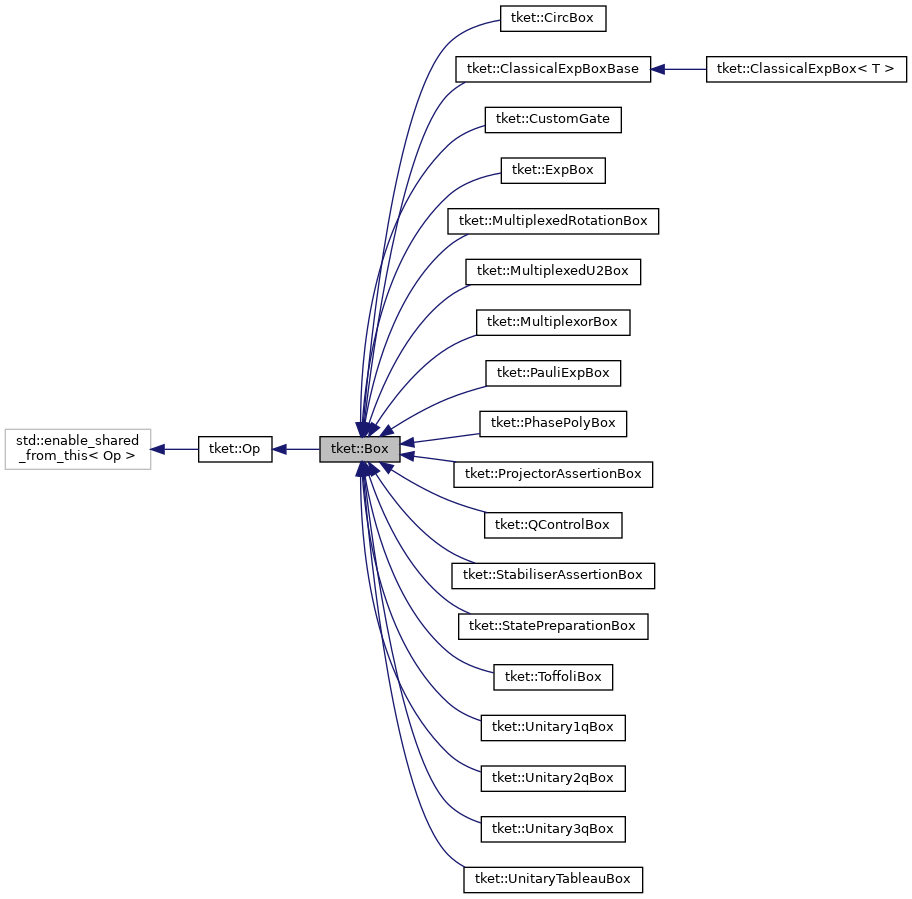 tket::CircBox
tket::ClassicalExpBoxBase
tket::ClassicalExpBox< T >
tket::CustomGate
tket::ExpBox
tket::MultiplexedRotationBox
tket::MultiplexedU2Box
tket::MultiplexorBox
tket::PauliExpBox
tket::PhasePolyBox
std::enable_shared
_from_this< Op >
tket::Op
tket::Box
tket::ProjectorAssertionBox
tket::QControlBox
tket::StabiliserAssertionBox
tket::StatePreparationBox
tket::ToffoliBox
tket::Unitary1qBox
tket::Unitary2qBox
tket::Unitary3qBox
tket::UnitaryTableauBox